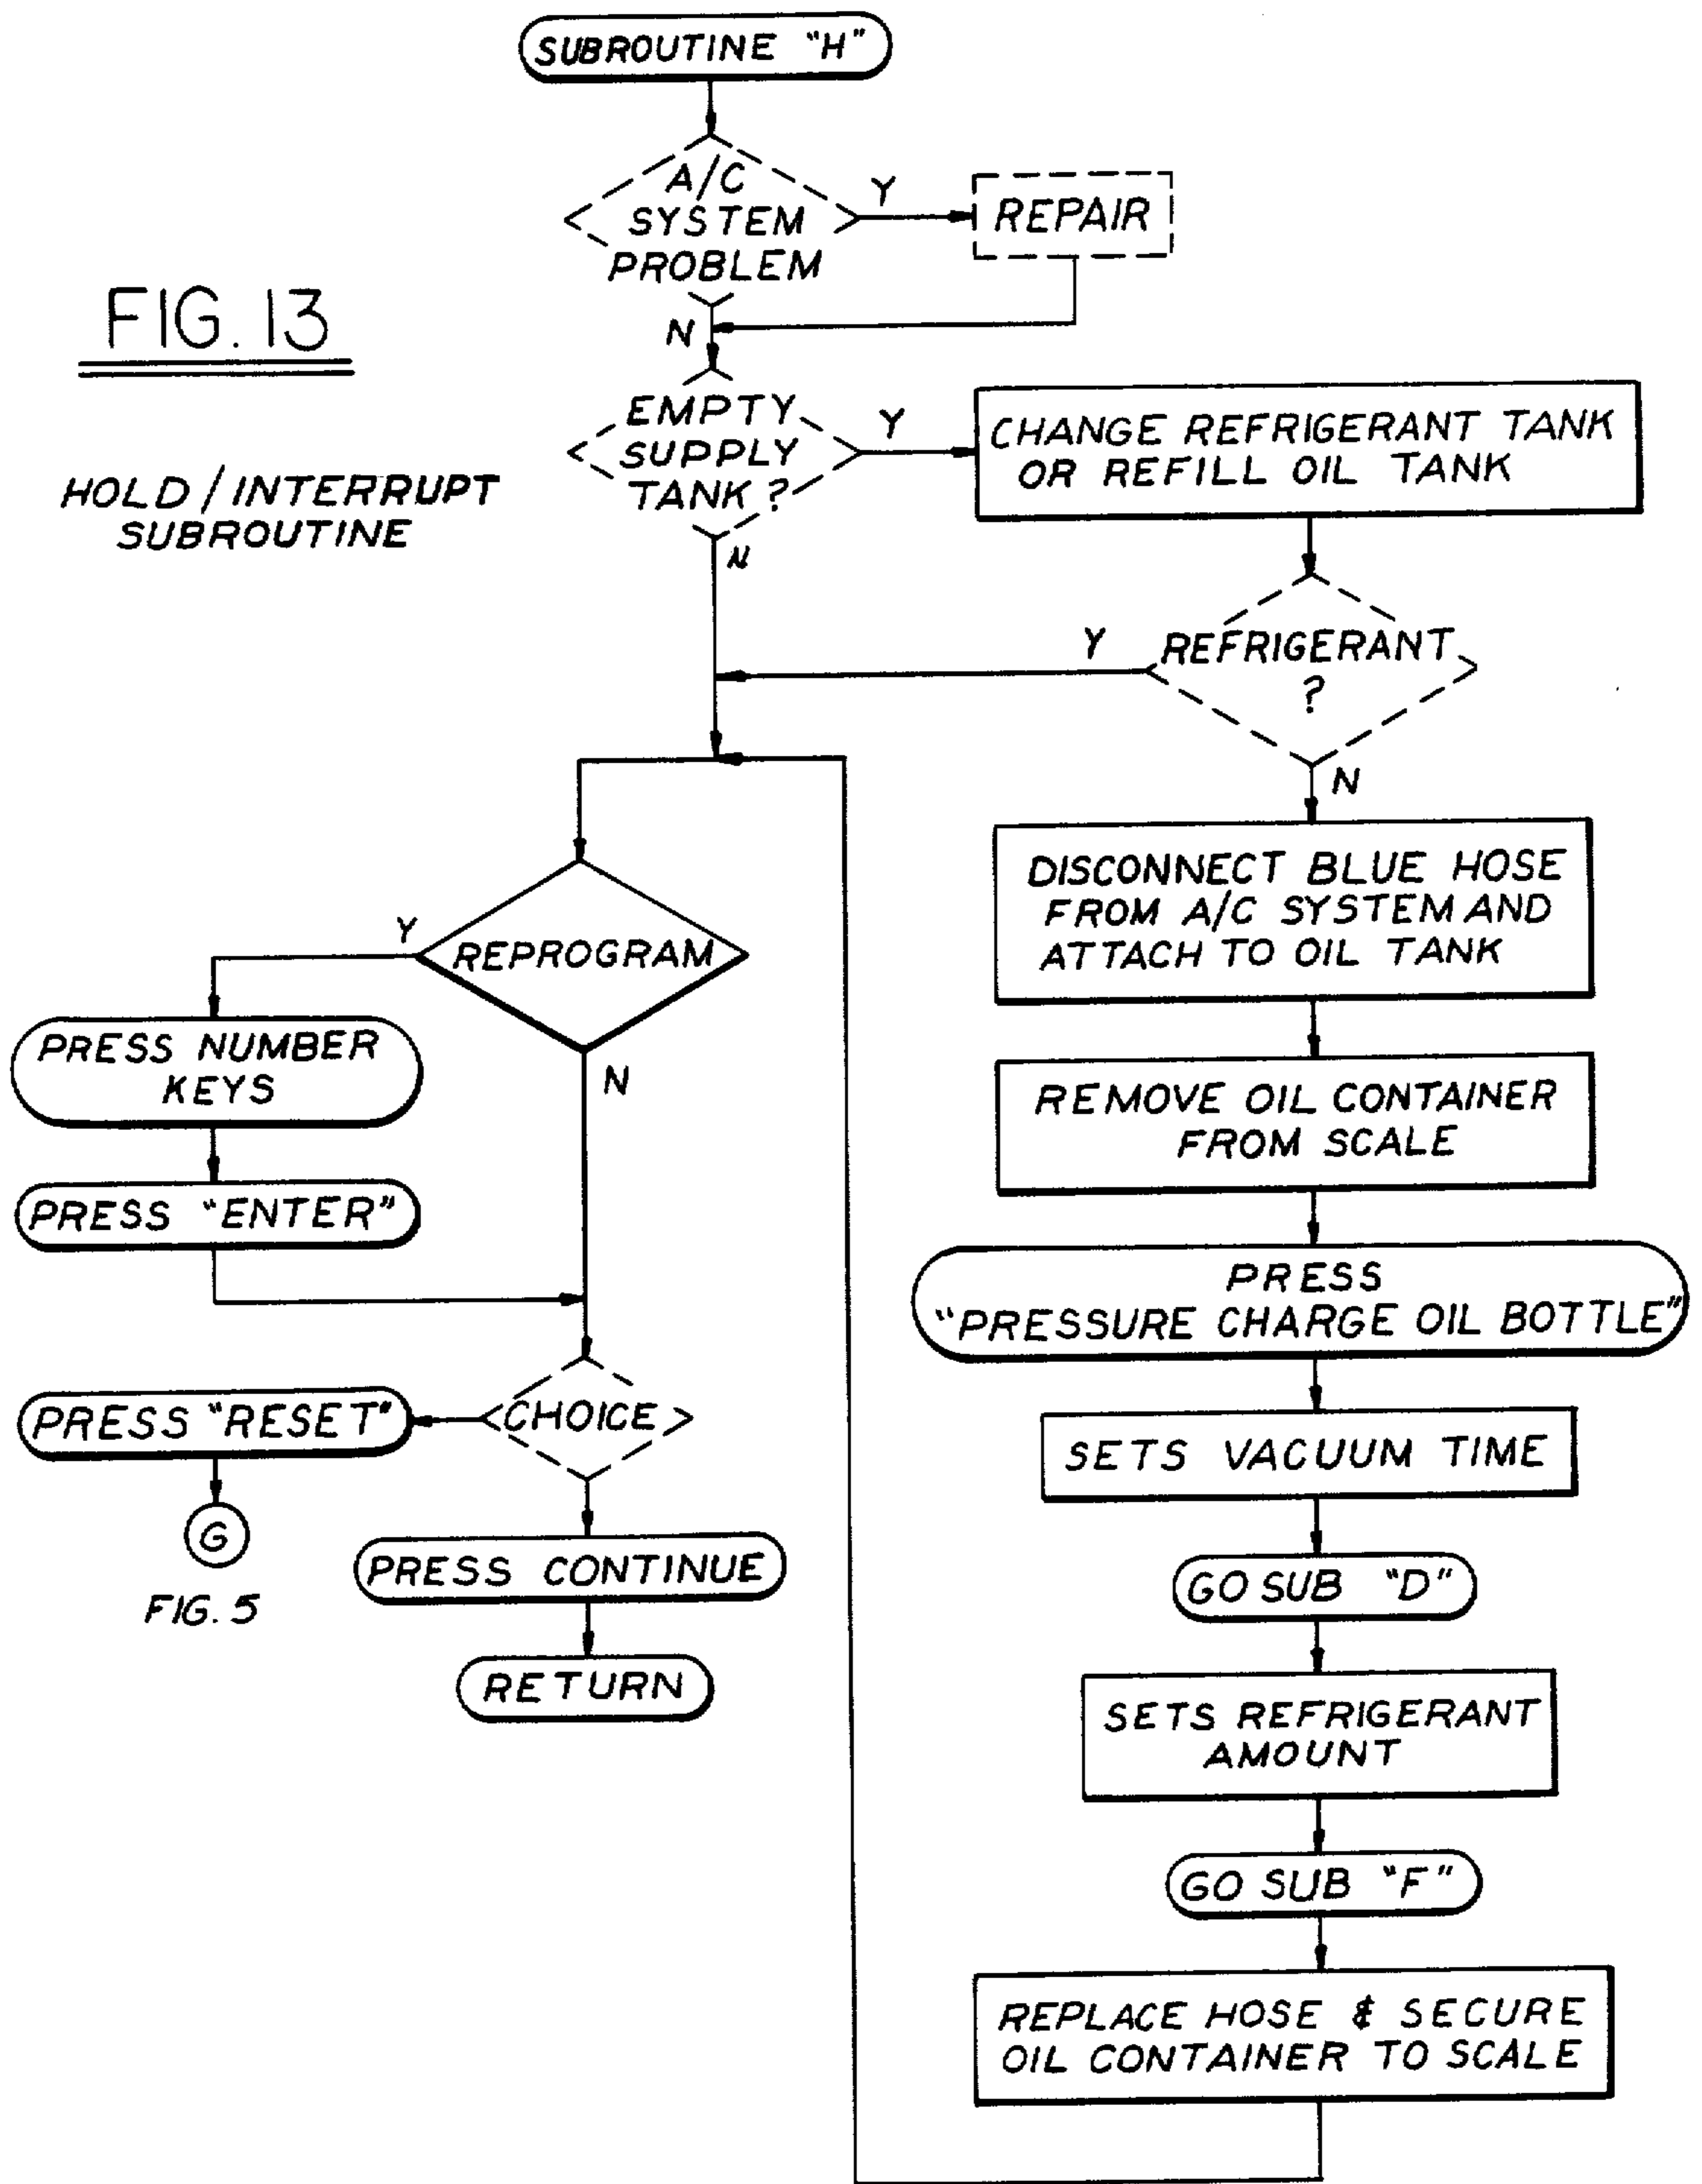 SUBROUTINE "H"
A/C
SYSTEM
PROBLEM
Y
REPAIR
N
FIG. 13
HOLD / INTERRUPT
SUBROUTINE
EMPTY
SUPPLY
TANK ?
Y
CHANGE REFRIGERANT TANK
OR REFILL OIL TANK
N
REFRIGERANT
?
Y
N
DISCONNECT BLUE HOSE
FROM A/C SYSTEM AND
ATTACH TO OIL TANK
REMOVE OIL CONTAINER
FROM SCALE
PRESS
"PRESSURE CHARGE OIL BOTTLE"
SETS VACUUM TIME
GO SUB "D"
SETS REFRIGERANT
AMOUNT
GO SUB "F"
REPLACE HOSE & SECURE
OIL CONTAINER TO SCALE
REPROGRAM
Y
N
PRESS NUMBER
KEYS
PRESS "ENTER"
CHOICE
PRESS "RESET"
G
FIG. 5
PRESS CONTINUE
RETURN